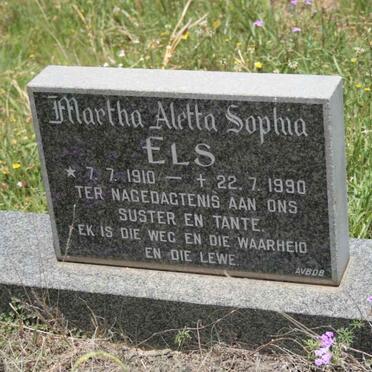 Martha Aletta Sophia
ELS
* 7. 7. 1910 — + 22. 7. 1990
TER NAGEDAGTENIS AAN ONS
SUSTER EN TANTE.
EK IS DIE WEG EN DIE WAARHEID
EN DIE LEWE.
AVBOB